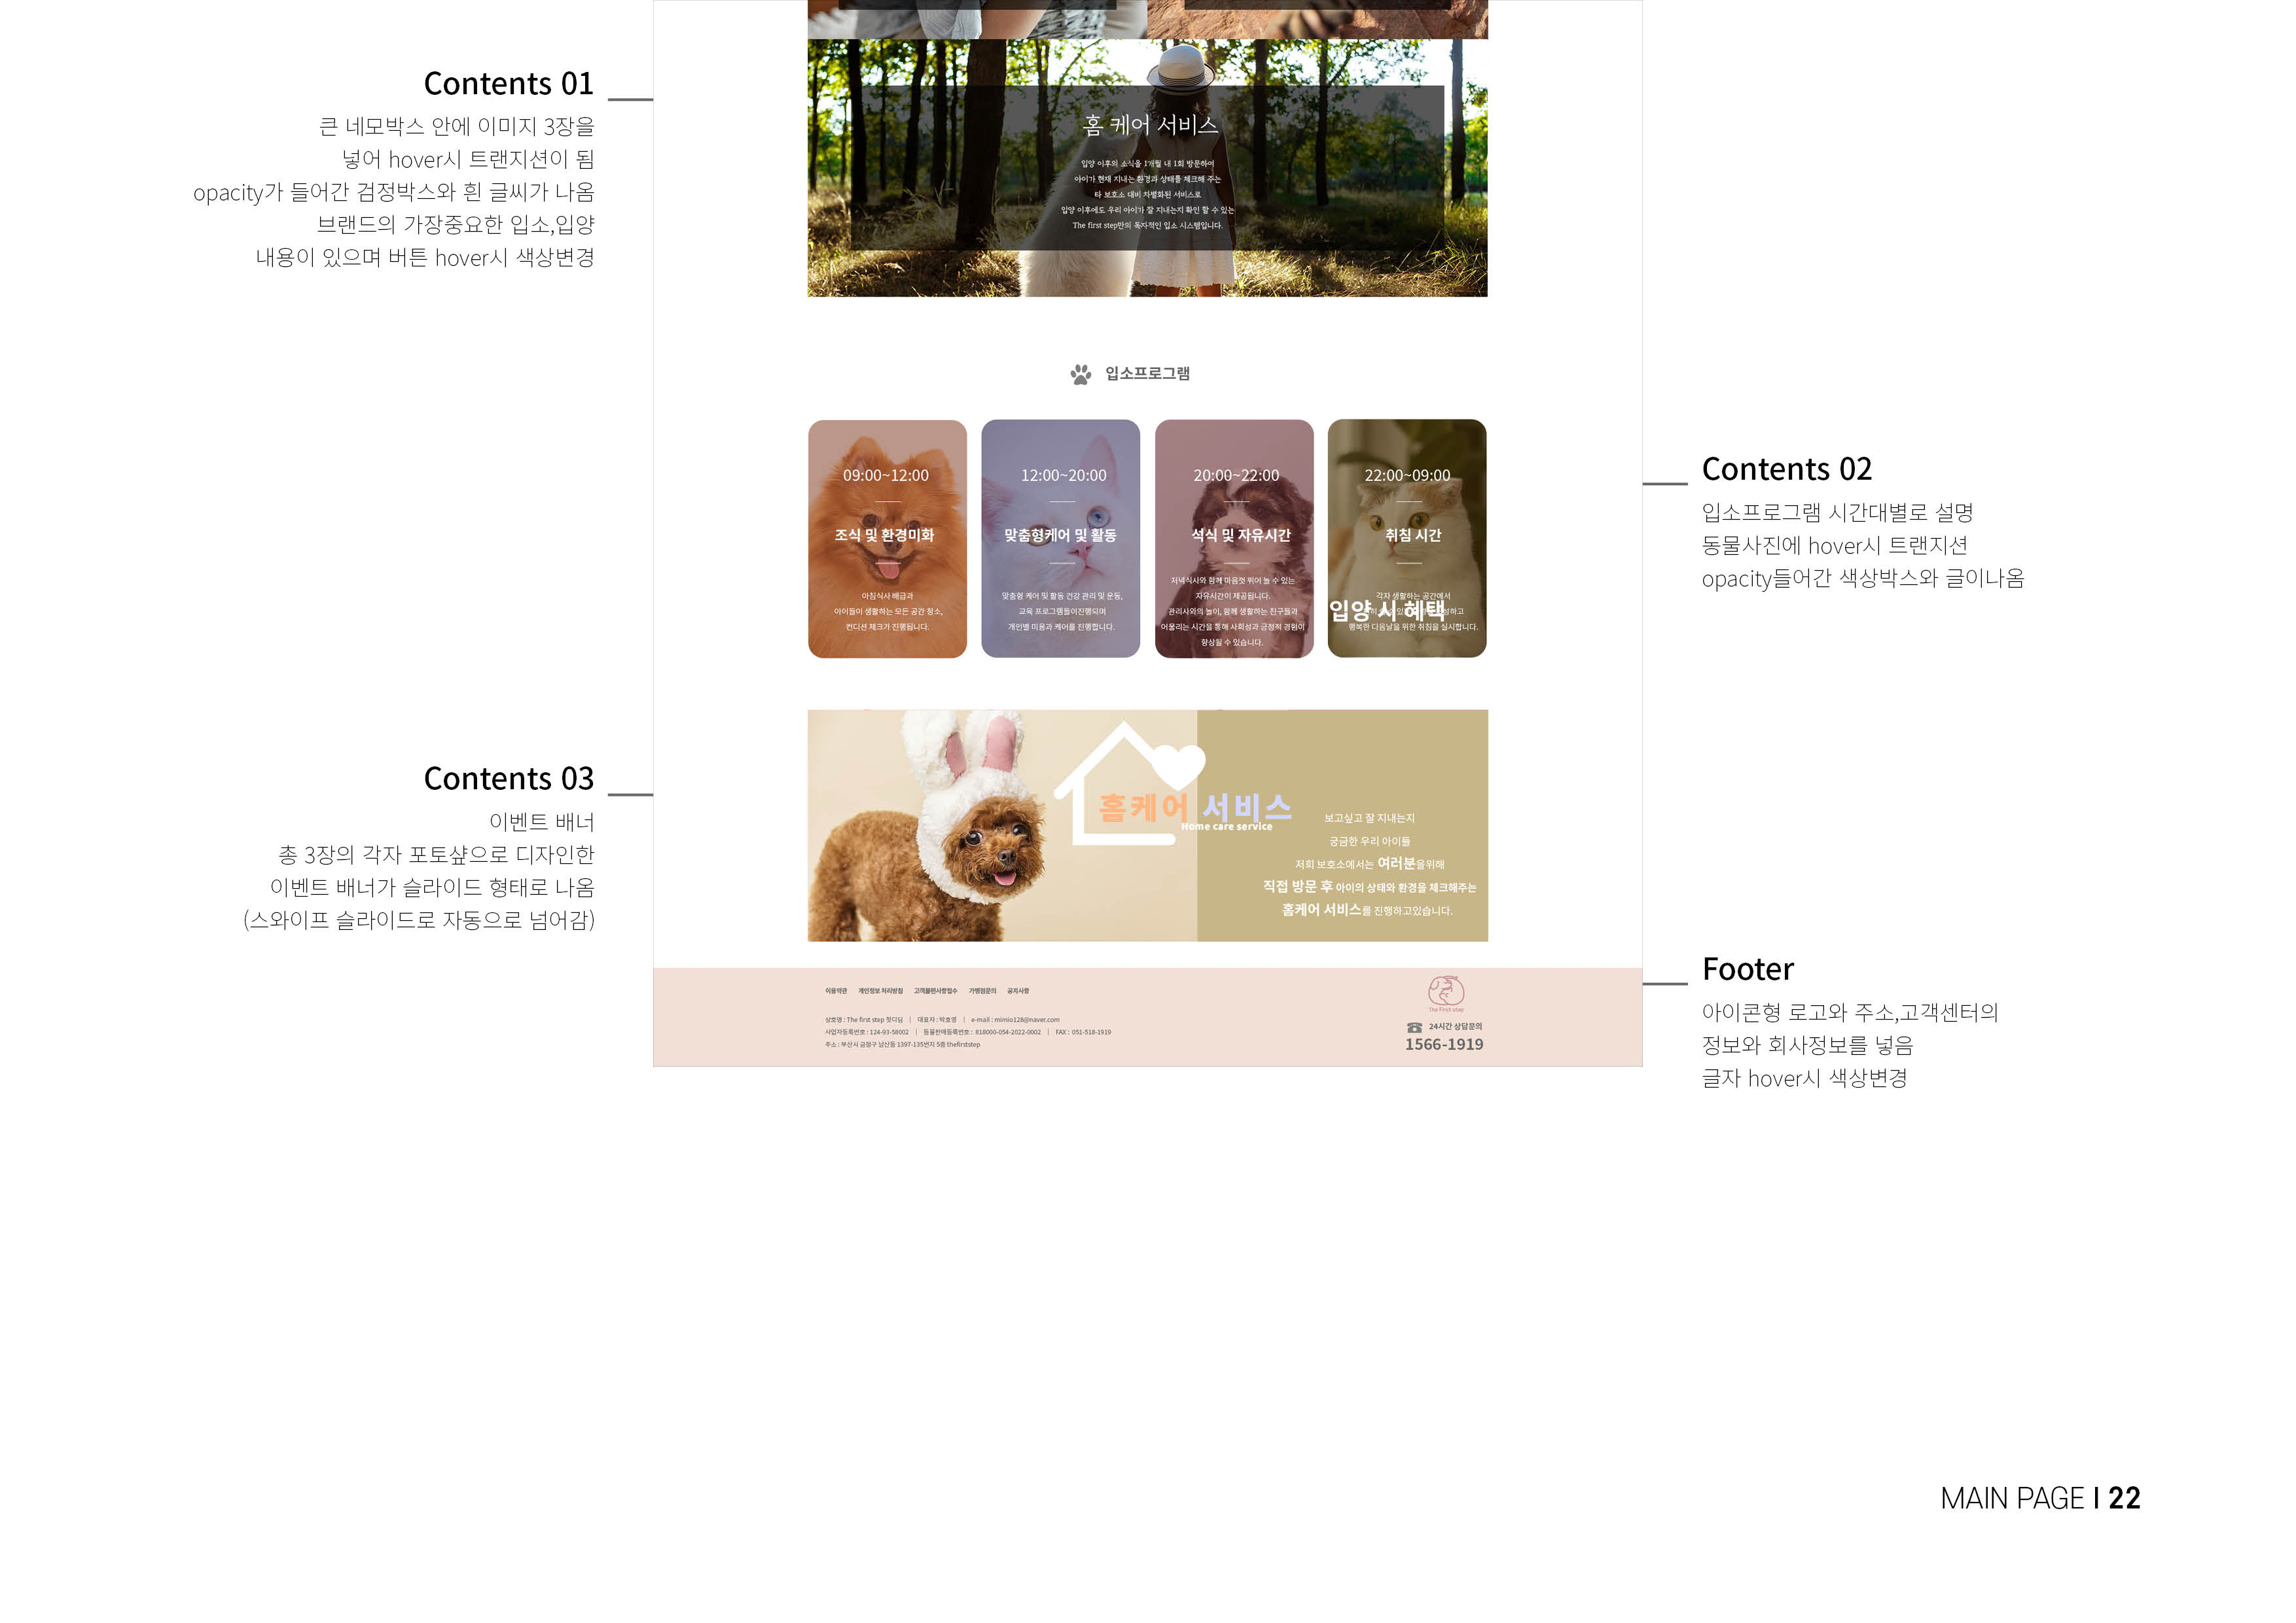 Contents 01
큰 네모박스 안에 이미지 3장을
넣어 hover시 트랜지션이 됨
opacity가 들어간 검정박스와 흰 글씨가 나옴
브랜드의 가장중요한 입소,입양
내용이 있으며 버튼 hover시 색상변경
홈 케어 서비스
입양 이후의 소식을 1개월 내 1회 방문하여
아이가 현재 지내는 환경과 상태를 체크해 주는
타 보호소 대비 차별화된 서비스로
입양 이후에도 우리 아이가 잘 지내는지 확인 할 수 있는
The first step만의 독자적인 입소 시스템입니다.
입소프로그램
09:00~12:00
조식 및 환경미화
아침식사 배급과
아이들이 생활하는 모든 공간 청소,
컨디션 체크가 진행됩니다.
12:00~20:00
맞춤형케어 및 활동
맞춤형 케어 및 활동 건강 관리 및 운동,
교육 프로그램들이진행되며
개인별 미용과 케어를 진행합니다.
20:00~22:00
석식 및 자유시간
저녁식사와 함께 마음껏 뛰어 놀 수 있는
자유시간이 제공됩니다.
관리사와의 놀이, 함께 생활하는 친구들과
어울리는 시간을 통해 사회성과 긍정적 경험이
향상될 수 있습니다.
22:00~09:00
취침 시간
각자 생활하는 공간에서
입양 시 혜택
행복한 다음날을 위한 취침을 실시합니다.
Contents 02
입소프로그램 시간대별로 설명
동물사진에 hover시 트랜지션
opacity들어간 색상박스와 글이나옴
Contents 03
이벤트 배너
총 3장의 각자 포토샾으로 디자인한
이벤트 배너가 슬라이드 형태로 나옴
(스와이프 슬라이드로 자동으로 넘어감)
홈케어 서비스
Home care service
보고싶고 잘 지내는지
궁금한 우리 아이들
저희 보호소에서는 여러분을위해
직접 방문 후 아이의 상태와 환경을 체크해주는
홈케어 서비스를 진행하고있습니다.
Footer
아이콘형 로고와 주소,고객센터의
정보와 회사정보를 넣음
글자 hover시 색상변경
이용약관 개인정보 처리방침 고객불편사항접수 가맹점문의 공지사항
상호명 : The first step 첫디딤 | 대표자 : 박효영 | e-mail : mimio128@naver.com
사업자등록번호 : 124-93-58002 | 동물판매등록번호 : 818000-054-2022-0002 | FAX : 051-518-1919
주소 : 부산시 금정구 남산동 1397-135번지 5층 thefirststep
The First step
24시간 상담문의
1566-1919
MAIN PAGE I 22